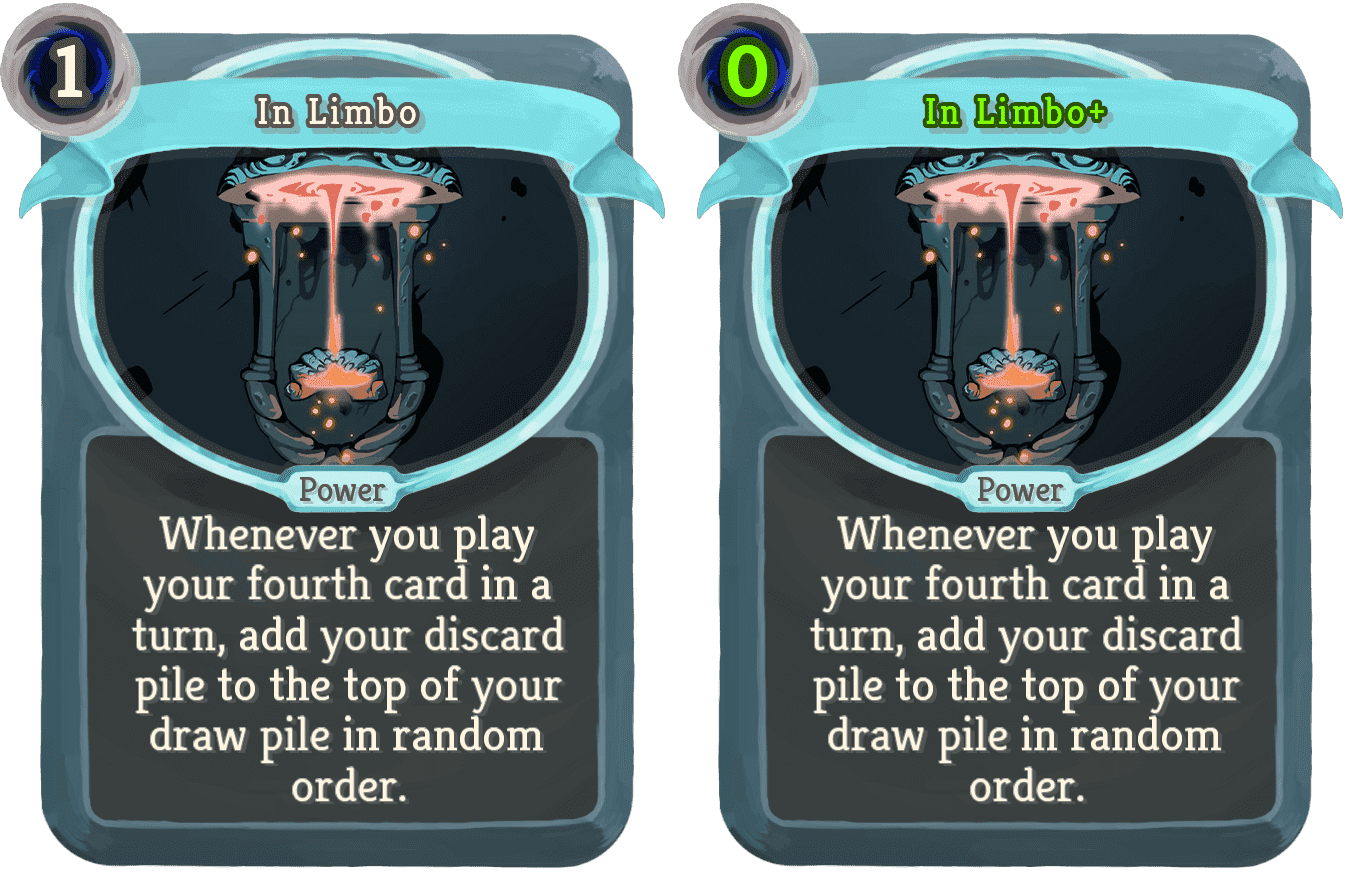 1
In Limbo
Power
Whenever you play
your fourth card in a
turn, add your discard
pile to the top of your
draw pile in random
order.
0
In Limbo+
Power
Whenever you play
your fourth card in a
turn, add your discard
pile to the top of your
draw pile in random
order.